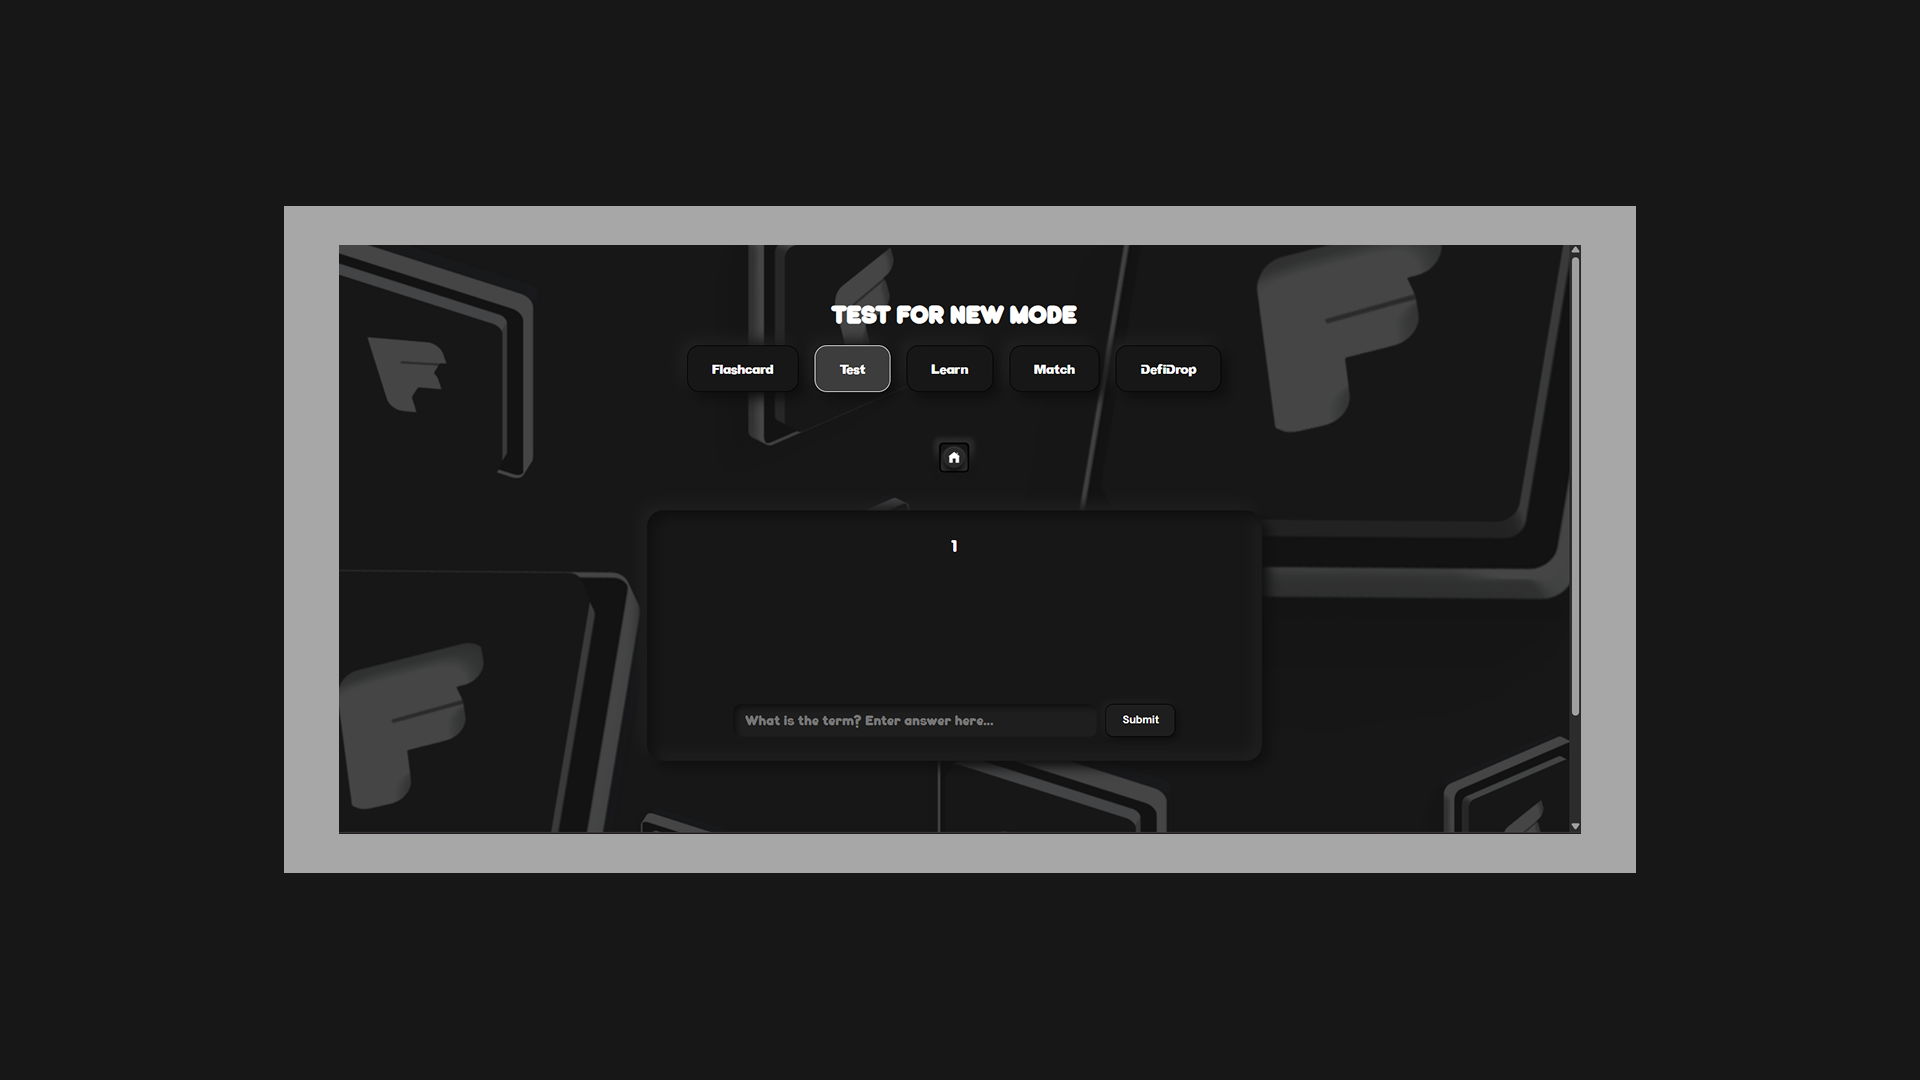 TEST FOR NEW MODE
Flashcard Test Learn Match DefiDrop
1
What is the term? Enter answer here... Submit